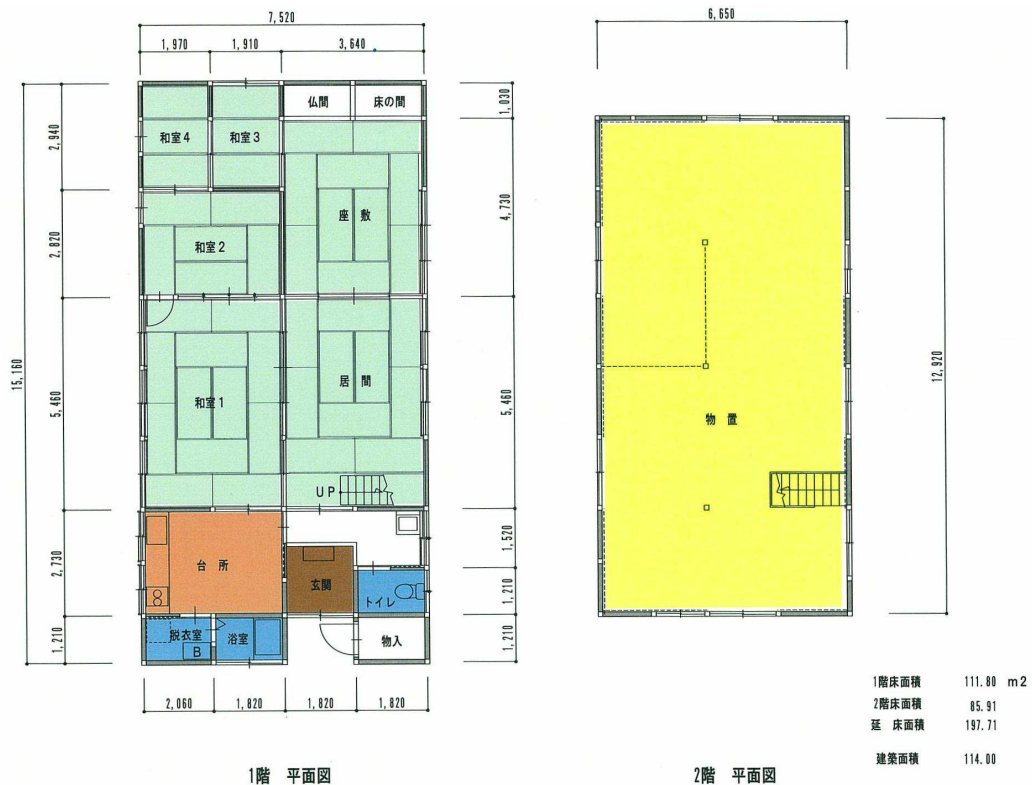 7,520
1,970
1,910
3,640
6,650
仏間
床の間
和室4
和室3
1,030
2,940
座敷
4,730
和室2
2,820
15,160
12,920
居間
和室1
5,460
5,460
物置
UP
台所
玄関
トイレ
2,730
1,520
1,210
脱衣室
B
浴室
物入
1,210
1,210
2,060
1,820
1,820
1,820
1階床面積 111.80 m2
2階床面積 85.91
延 床面積 197.71
建築面積 114.00
1階 平面図
2階 平面図